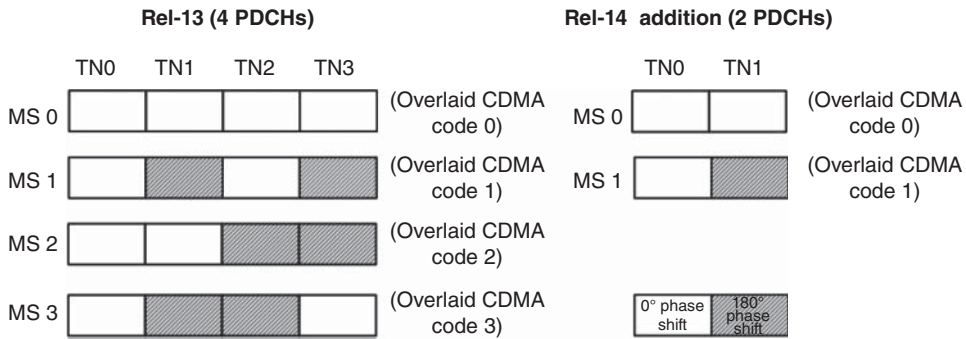 Rel-13 (4 PDCHs)
Rel-14 addition (2 PDCHs)
TN0 TN1 TN2 TN3
TN0 TN1
MS 0
(Overlaid CDMA
code 0)
MS 0
(Overlaid CDMA
code 0)
MS 1
(Overlaid CDMA
code 1)
MS 1
(Overlaid CDMA
code 1)
MS 2
(Overlaid CDMA
code 2)
MS 3
(Overlaid CDMA
code 3)
0° phase
shift
180°
phase
shift